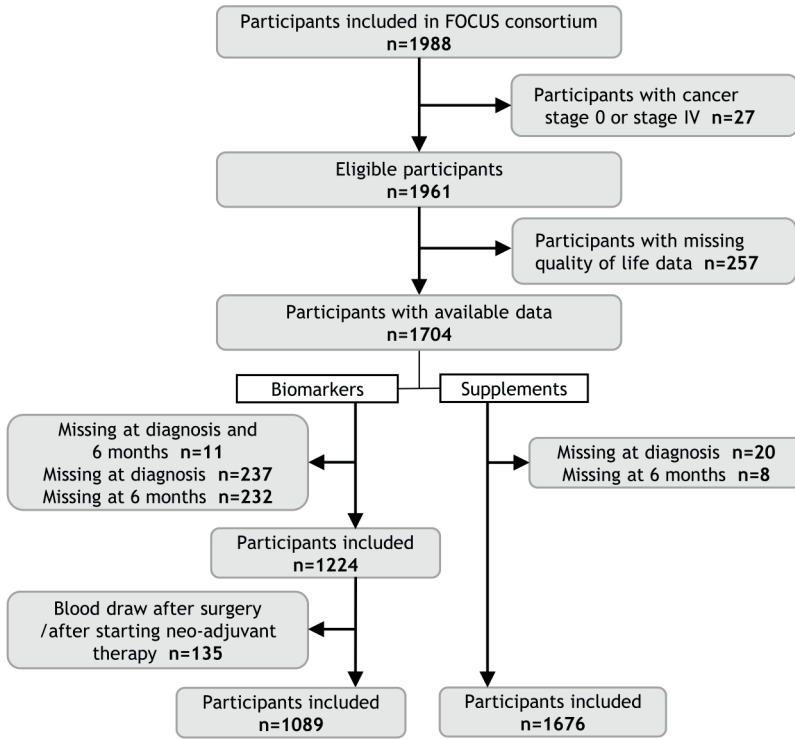 Participants included in FOCUS consortium
n=1988
Participants with cancer
stage 0 or stage IV n=27
Eligible participants
n=1961
Participants with missing
quality of life data n=257
Participants with available data
n=1704
Biomarkers
Supplements
Missing at diagnosis and
6 months n=11
Missing at diagnosis n=237
Missing at 6 months n=232
Missing at diagnosis n=20
Missing at 6 months n=8
Participants included
n=1224
Blood draw after surgery
/after starting neo-adjuvant
therapy n=135
Participants included
n=1089
Participants included
n=1676